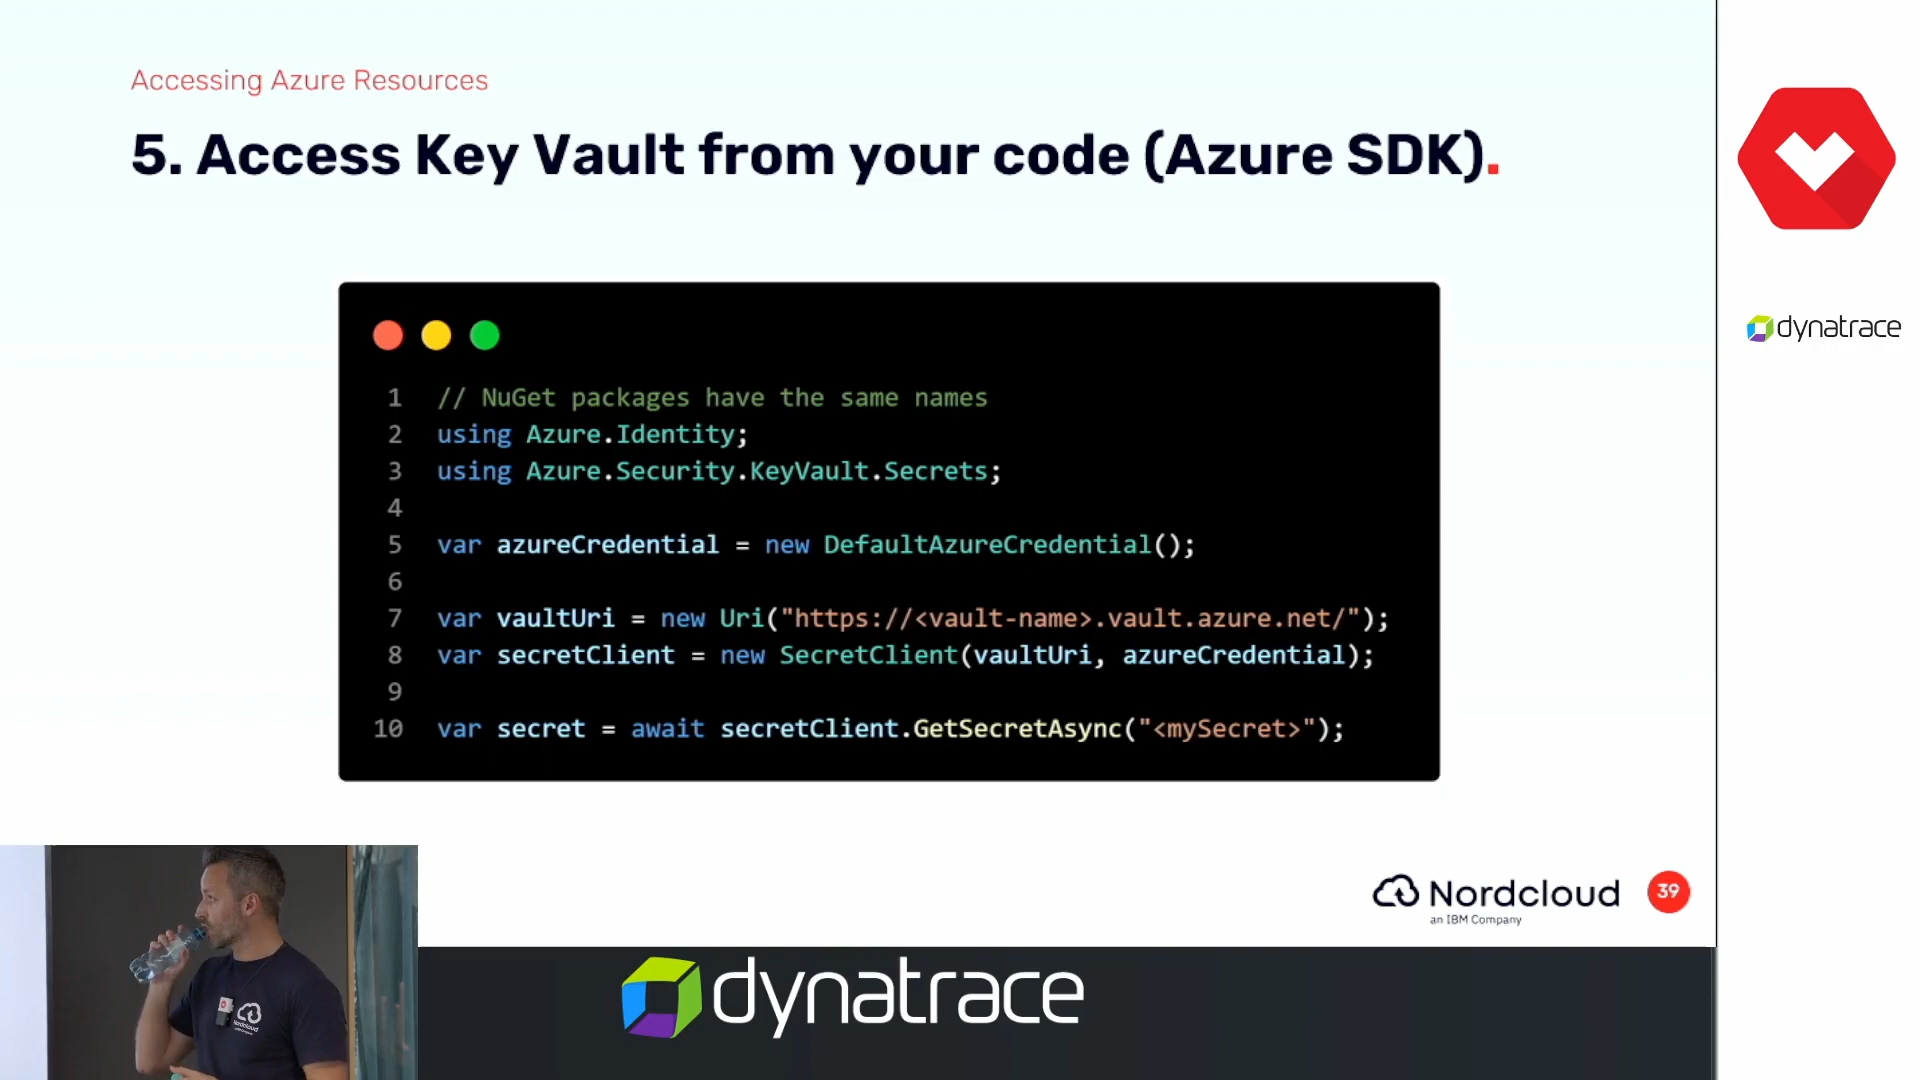 Accessing Azure Resources
5. Access Key Vault from your code (Azure SDK).
1 // NuGet packages have the same names
2 using Azure.Identity;
3 using Azure.Security.KeyVault.Secrets;
4
5 var azureCredential = new DefaultAzureCredential();
6
7 var vaultUri = new Uri("https://<vault-name>.vault.azure.net/");
8 var secretClient = new SecretClient(vaultUri, azureCredential);
9
10 var secret = await secretClient.GetSecretAsync("<mySecret>");
Nordcloud
an IBM Company
39
dynatrace
dynatrace
Nordcloud